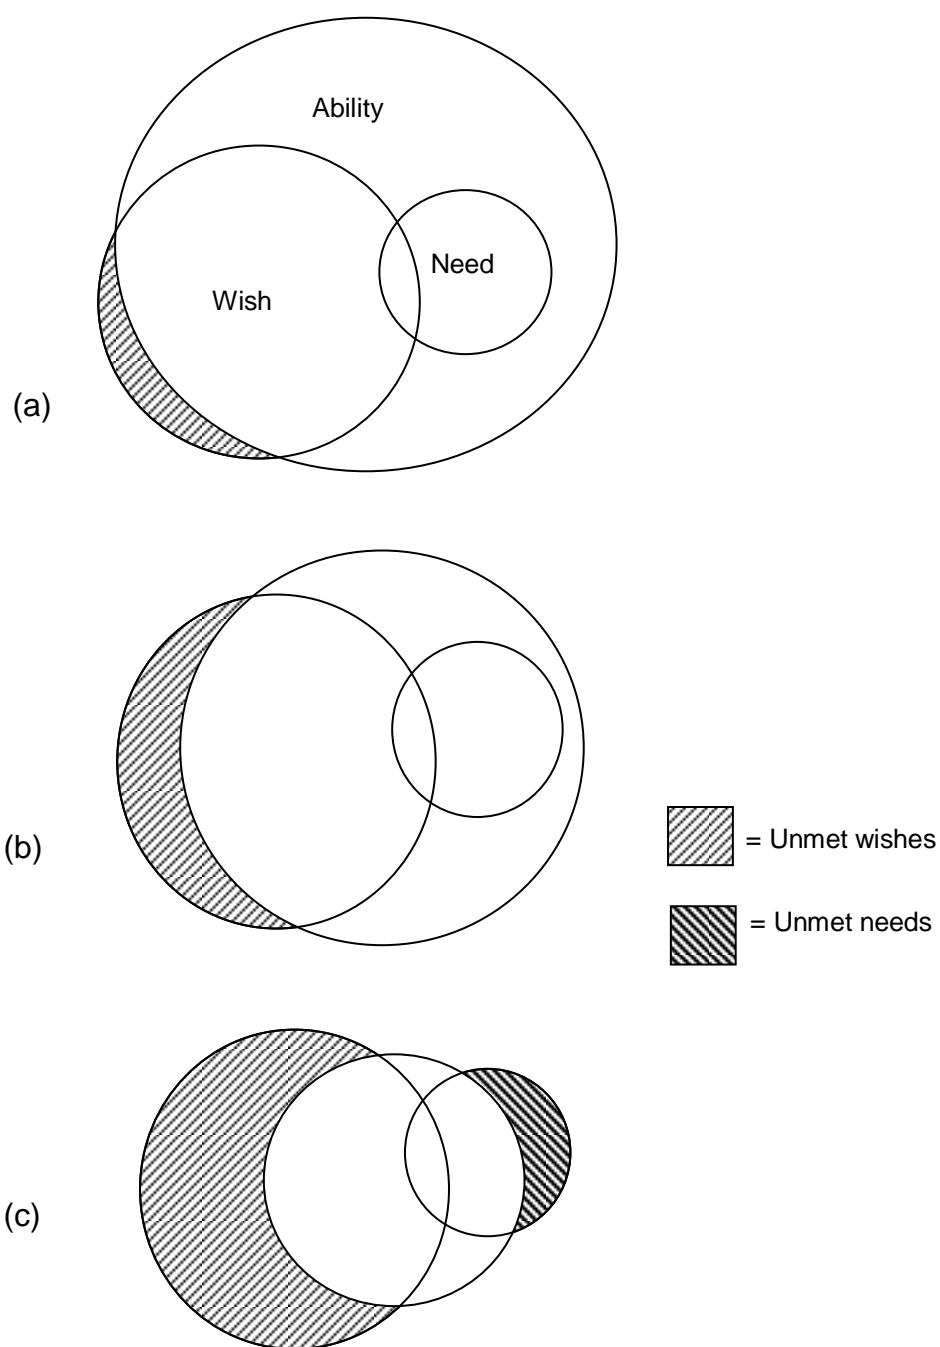 Ability
Need
Wish
(a)
(b)
= Unmet wishes
= Unmet needs
(c)